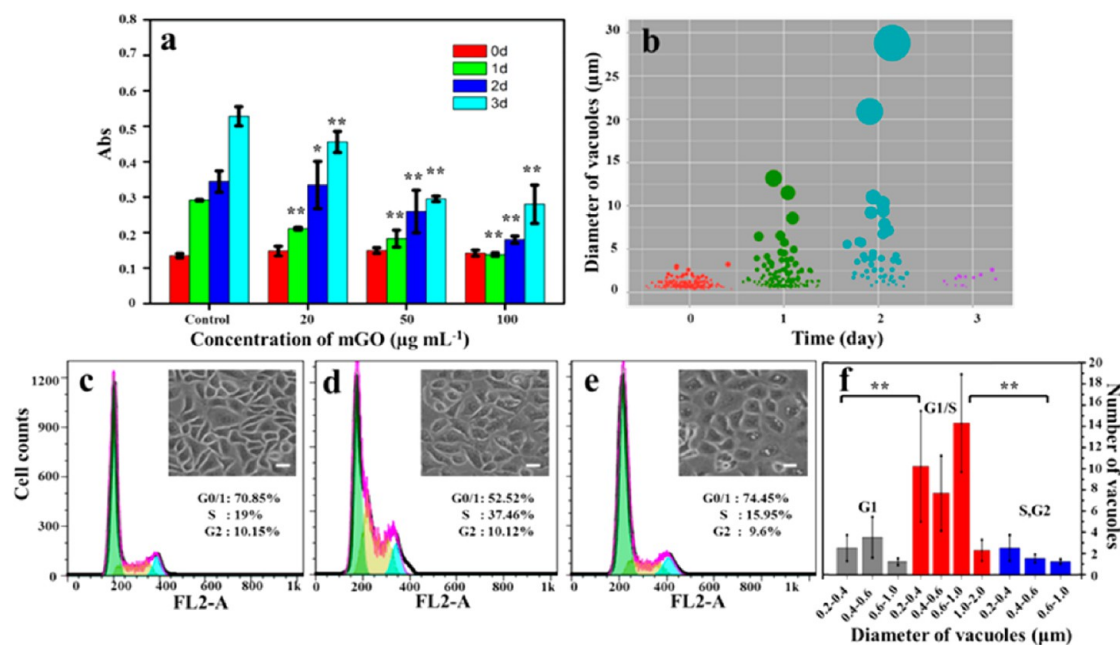 a
0.8
0.7
0.6
0.5
0.4
0.3
0.2
0.1
0
Abs
0d
1d
2d
3d
**
*
**
**
**
**
**
**
**
Control
20
50
100
Concentration of mGO (µg mL-1)
b
30
25
20
15
10
5
0
Diameter of vacuoles (µm)
0
1
2
3
Time (day)
c
1200
900
600
300
0
Cell counts
G0/1 : 70.85%
S : 19%
G2 : 10.15%
0
200
400
600
800
1k
FL2-A
d
G0/1 : 52.52%
S : 37.46%
G2 : 10.12%
0
200
400
600
800
1k
FL2-A
e
G0/1 : 74.45%
S : 15.95%
G2 : 9.6%
0
200
400
600
800
1k
FL2-A
f
**
**
G1
G1/S
S,G2
20
18
16
14
12
10
8
6
4
2
0
Number of vacuoles
0.2-0.4
0.4-0.6
0.6-1.0
0.2-0.4
0.4-0.6
0.6-1.0
1.0-2.0
0.2-0.4
0.4-0.6
0.6-1.0
Diameter of vacuoles (µm)